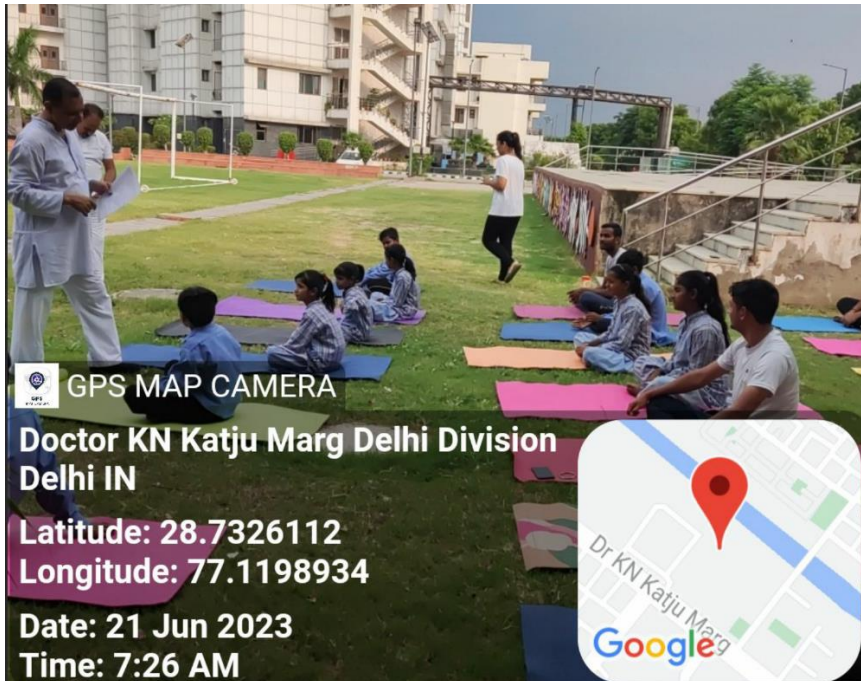 GPS MAP CAMERA
Doctor KN Katju Marg Delhi Division
Delhi IN
Latitude: 28.7326112
Longitude: 77.1198934
Date: 21 Jun 2023
Time: 7:26 AM
Dr KN Katju Marg
Google